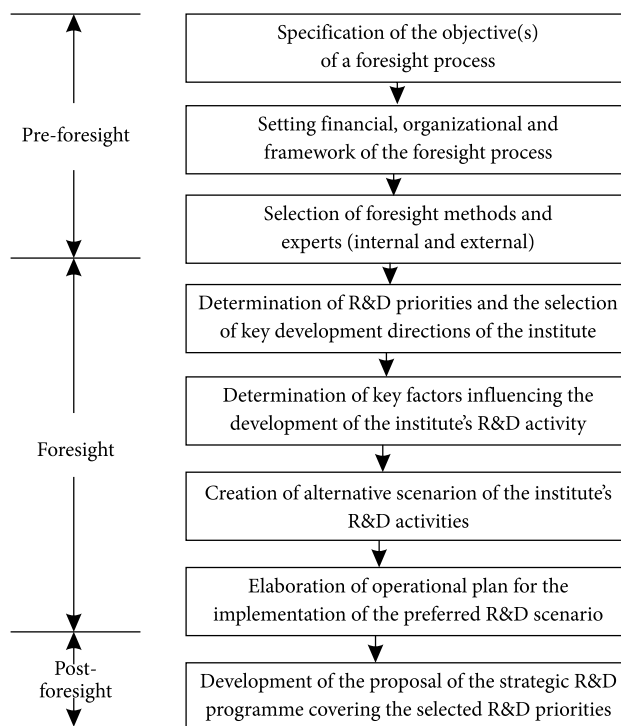 Specification of the objective(s)
of a foresight process
Setting financial, organizational and
framework of the foresight process
Pre-foresight
Selection of foresight methods and
experts (internal and external)
Determination of R&D priorities and the selection
of key development directions of the institute
Determination of key factors influencing the
development of the institute's R&D activity
Foresight
Creation of alternative scenarion of the institute's
R&D activities
Elaboration of operational plan for the
implementation of the preferred R&D scenario
Post-
foresight
Development of the proposal of the strategic R&D
programme covering the selected R&D priorities